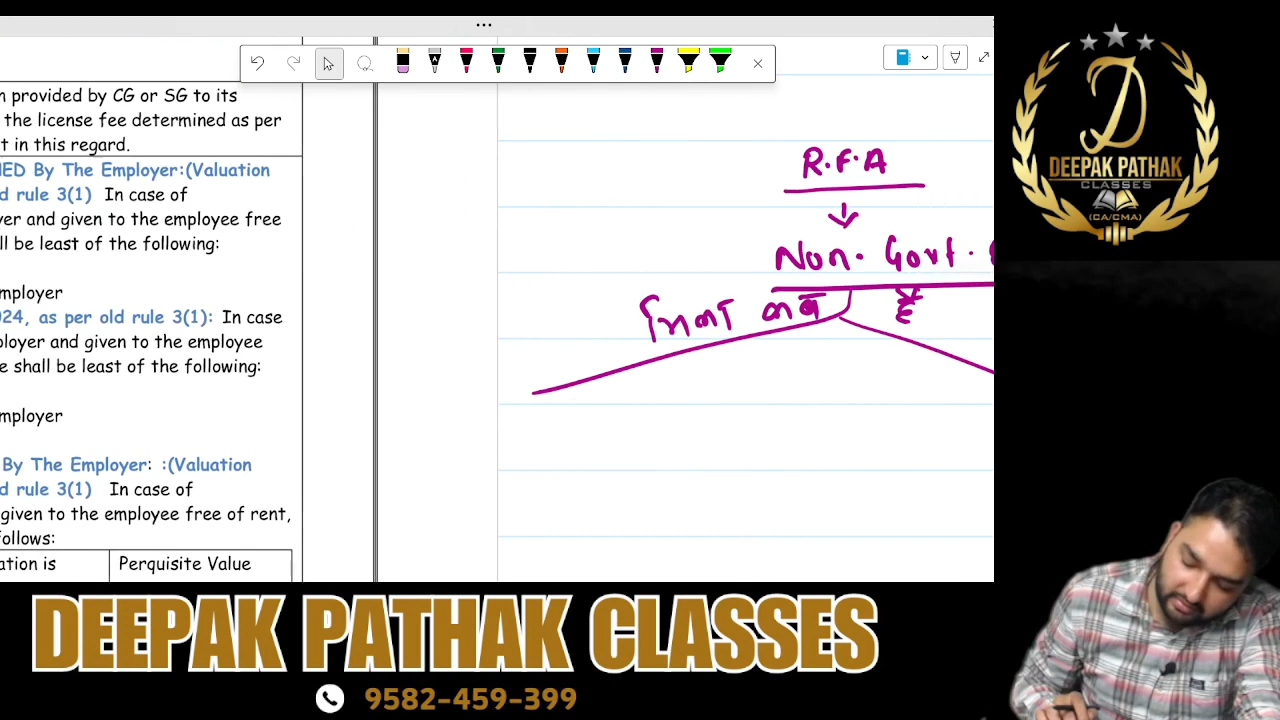 n provided by CG or SG to its
the license fee determined as per
t in this regard.
NED By The Employer:(Valuation
d rule 3(1) In case of
yer and given to the employee free
ll be least of the following:
mployer
024, as per old rule 3(1): In case
ployer and given to the employee
e shall be least of the following:
mployer
By The Employer: :(Valuation
d rule 3(1) In case of
given to the employee free of rent,
follows:
ation is
Perquisite Value
R.F.A
Non. Govt.
D
DEEPAK PATHAK
CLASSES
(CA/CMA)
DEEPAK PATHAK CLASSES
9582-459-399